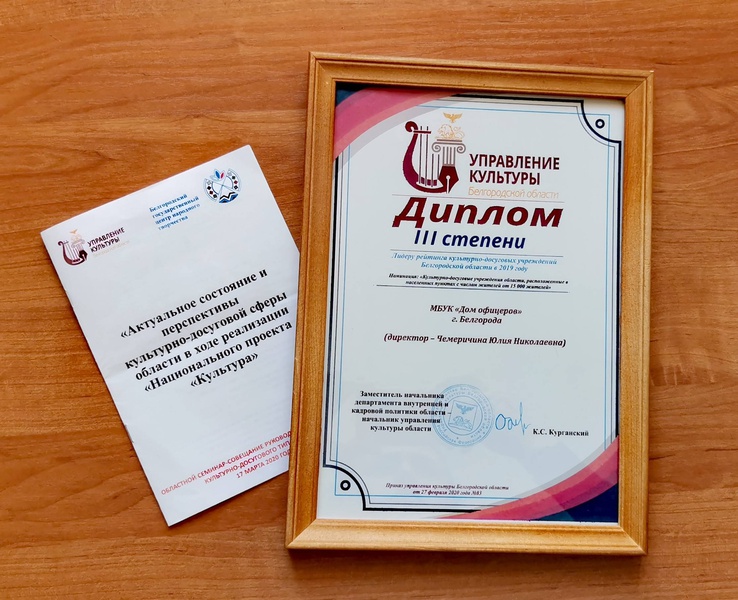 УПРАВЛЕНИЕ
КУЛЬТУРЫ
Белгородский
государственный
центр народного
творчества
«Актуальное состояние и
перспективы
культурно-досуговой сферы
области в ходе реализации
«Национального проекта
«Культура»
ОБЛАСТНОЙ СЕМИНАР-СОВЕЩАНИЕ РУКОВОД
КУЛЬТУРНО-ДОСУГОВОГО ТИП
17 МАРТА 2020 ГОД
УПРАВЛЕНИЕ
КУЛЬТУРЫ
Белгородской области
Диплом
III степени
Лидеру рейтинга культурно-досуговых учреждений
Белгородской области в 2019 году
Номинация: «Культурно-досуговые учреждения области, расположенные в
населенных пунктах с числом жителей от 15 000 жителей»
МБУК «Дом офицеров»
г. Белгорода
(директор – Чемеричина Юлия Николаевна)
Заместитель начальника
департамента внутренней и
кадровой политики области –
начальник управления
культуры области
К.С. Курганский
Приказ управления культуры Белгородской области
от 27 февраля 2020 года №83